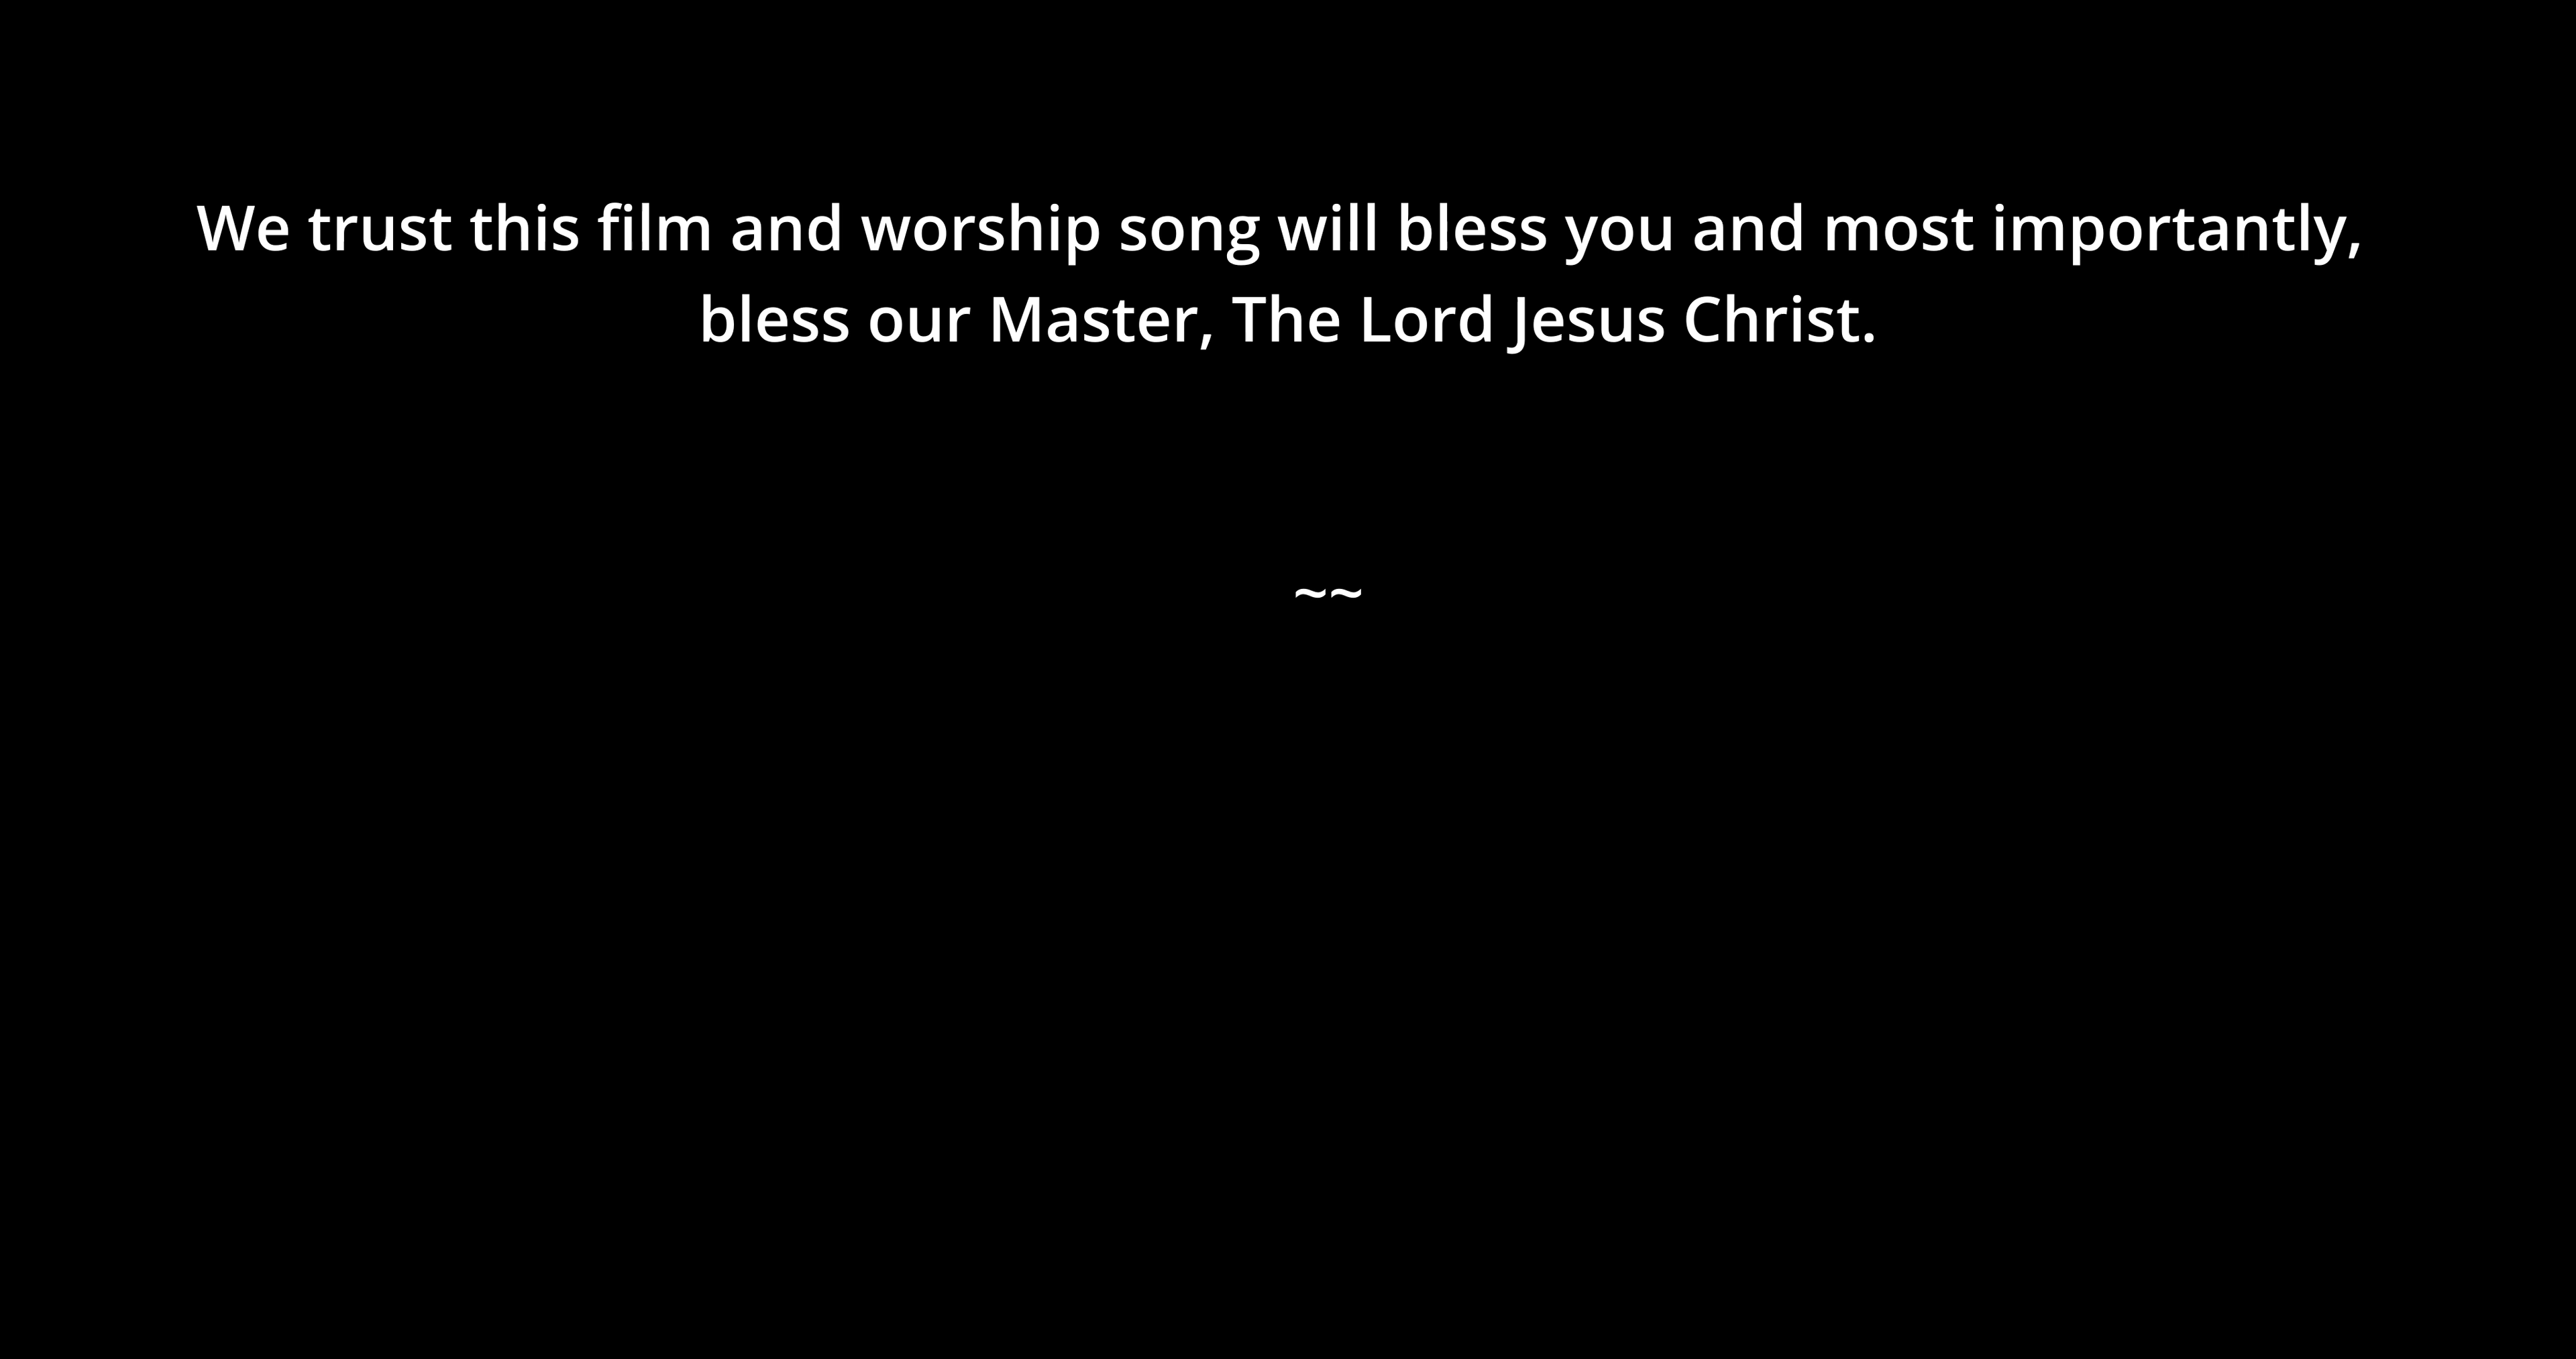 We trust this film and worship song will bless you and most importantly,
bless our Master, The Lord Jesus Christ.
~~